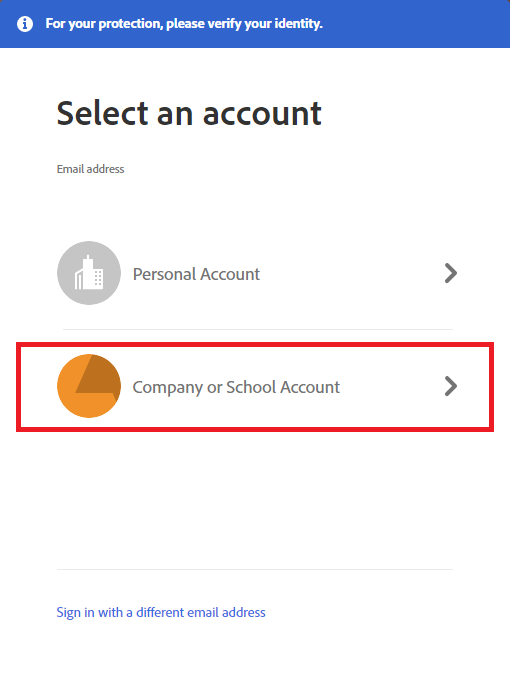 For your protection, please verify your identity.
Select an account
Email address
Personal Account
Company or School Account
Sign in with a different email address